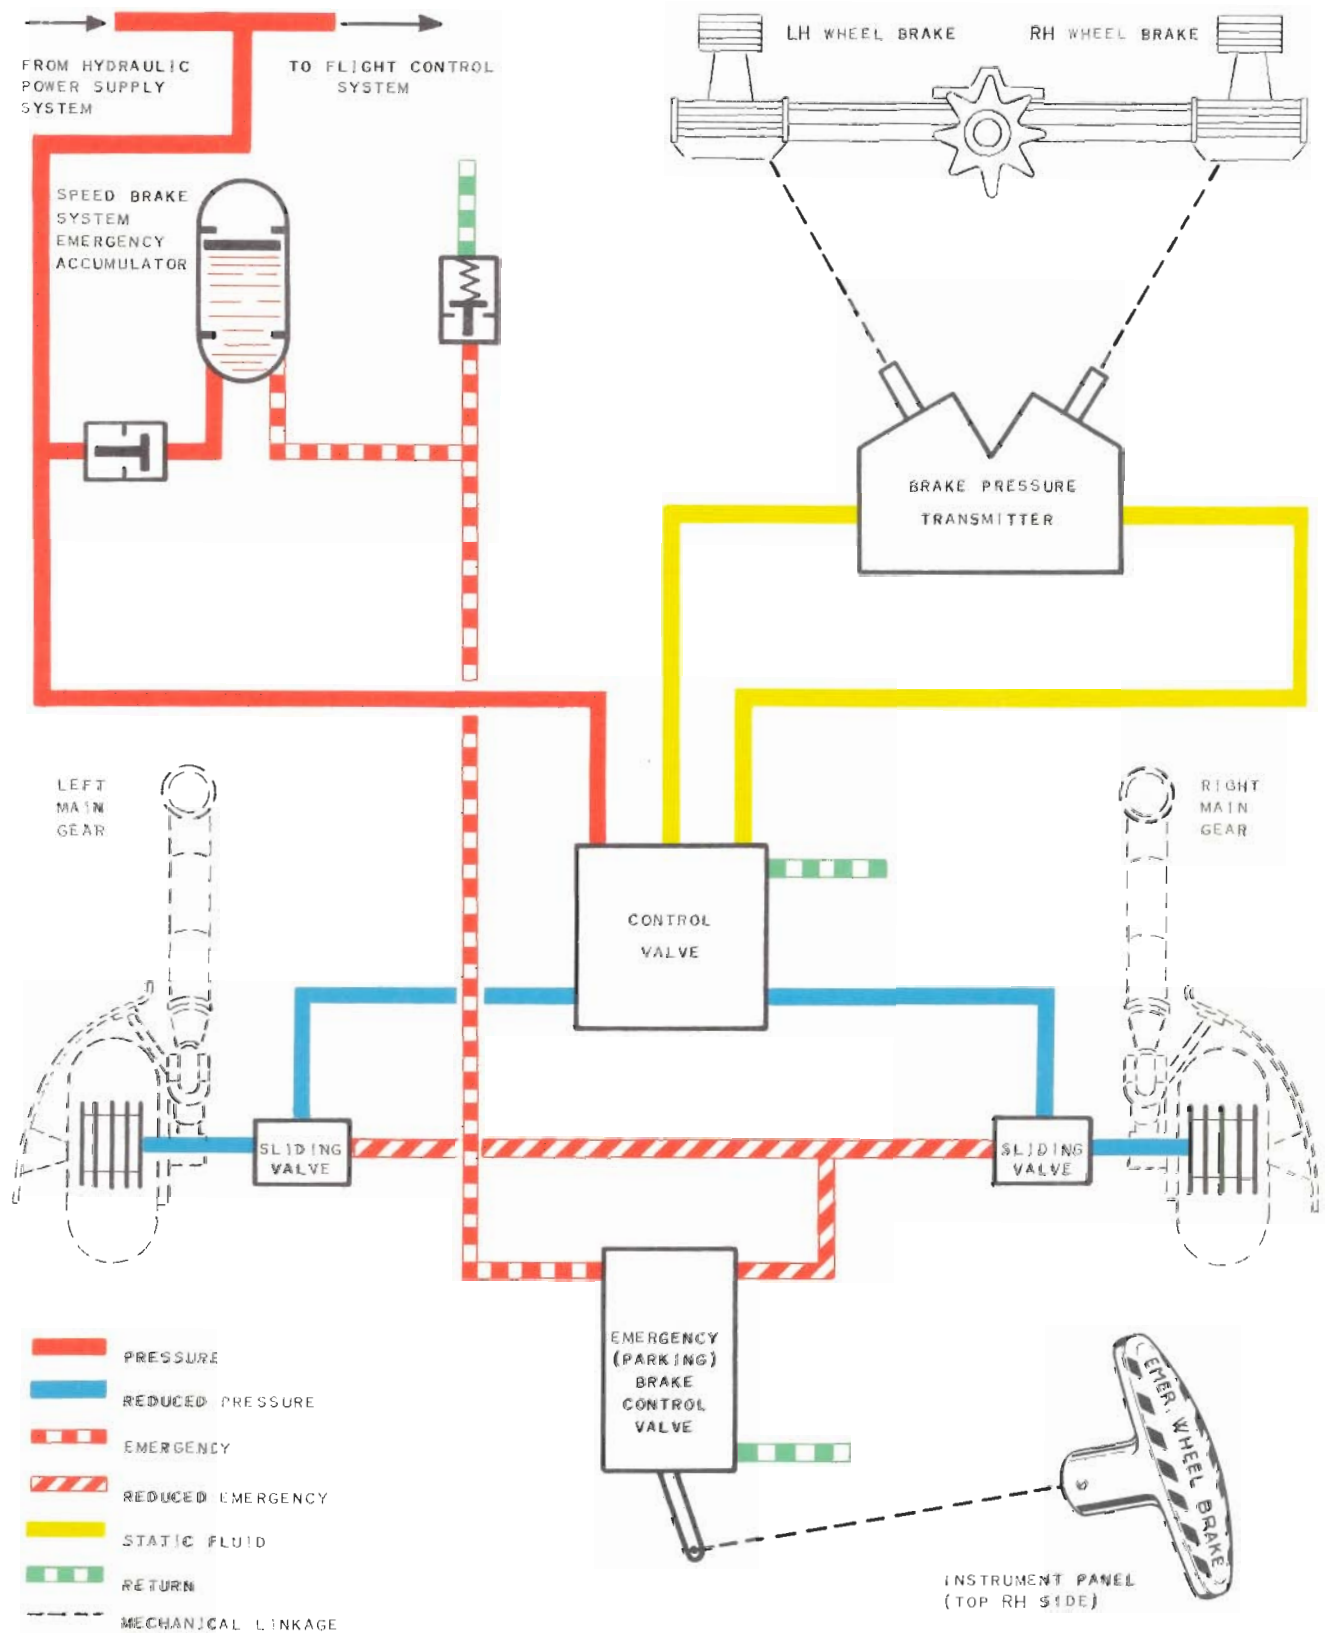 FROM HYDRAULIC
POWER SUPPLY
SYSTEM
TO FLIGHT CONTROL
SYSTEM
LH WHEEL BRAKE
RH WHEEL BRAKE
SPEED BRAKE
SYSTEM
EMERGENCY
ACCUMULATOR
BRAKE PRESSURE
TRANSMITTER
LEFT
MAIN
GEAR
RIGHT
MAIN
GEAR
CONTROL
VALVE
SLIDING
VALVE
SLIDING
VALVE
EMERGENCY
(PARKING)
BRAKE
CONTROL
VALVE
PRESSURE
REDUCED PRESSURE
EMERGENCY
REDUCED EMERGENCY
STATIC FLUID
RETURN
MECHANICAL LINKAGE
EMER. WHEEL BRAKE
INSTRUMENT PANEL
(TOP RH SIDE)